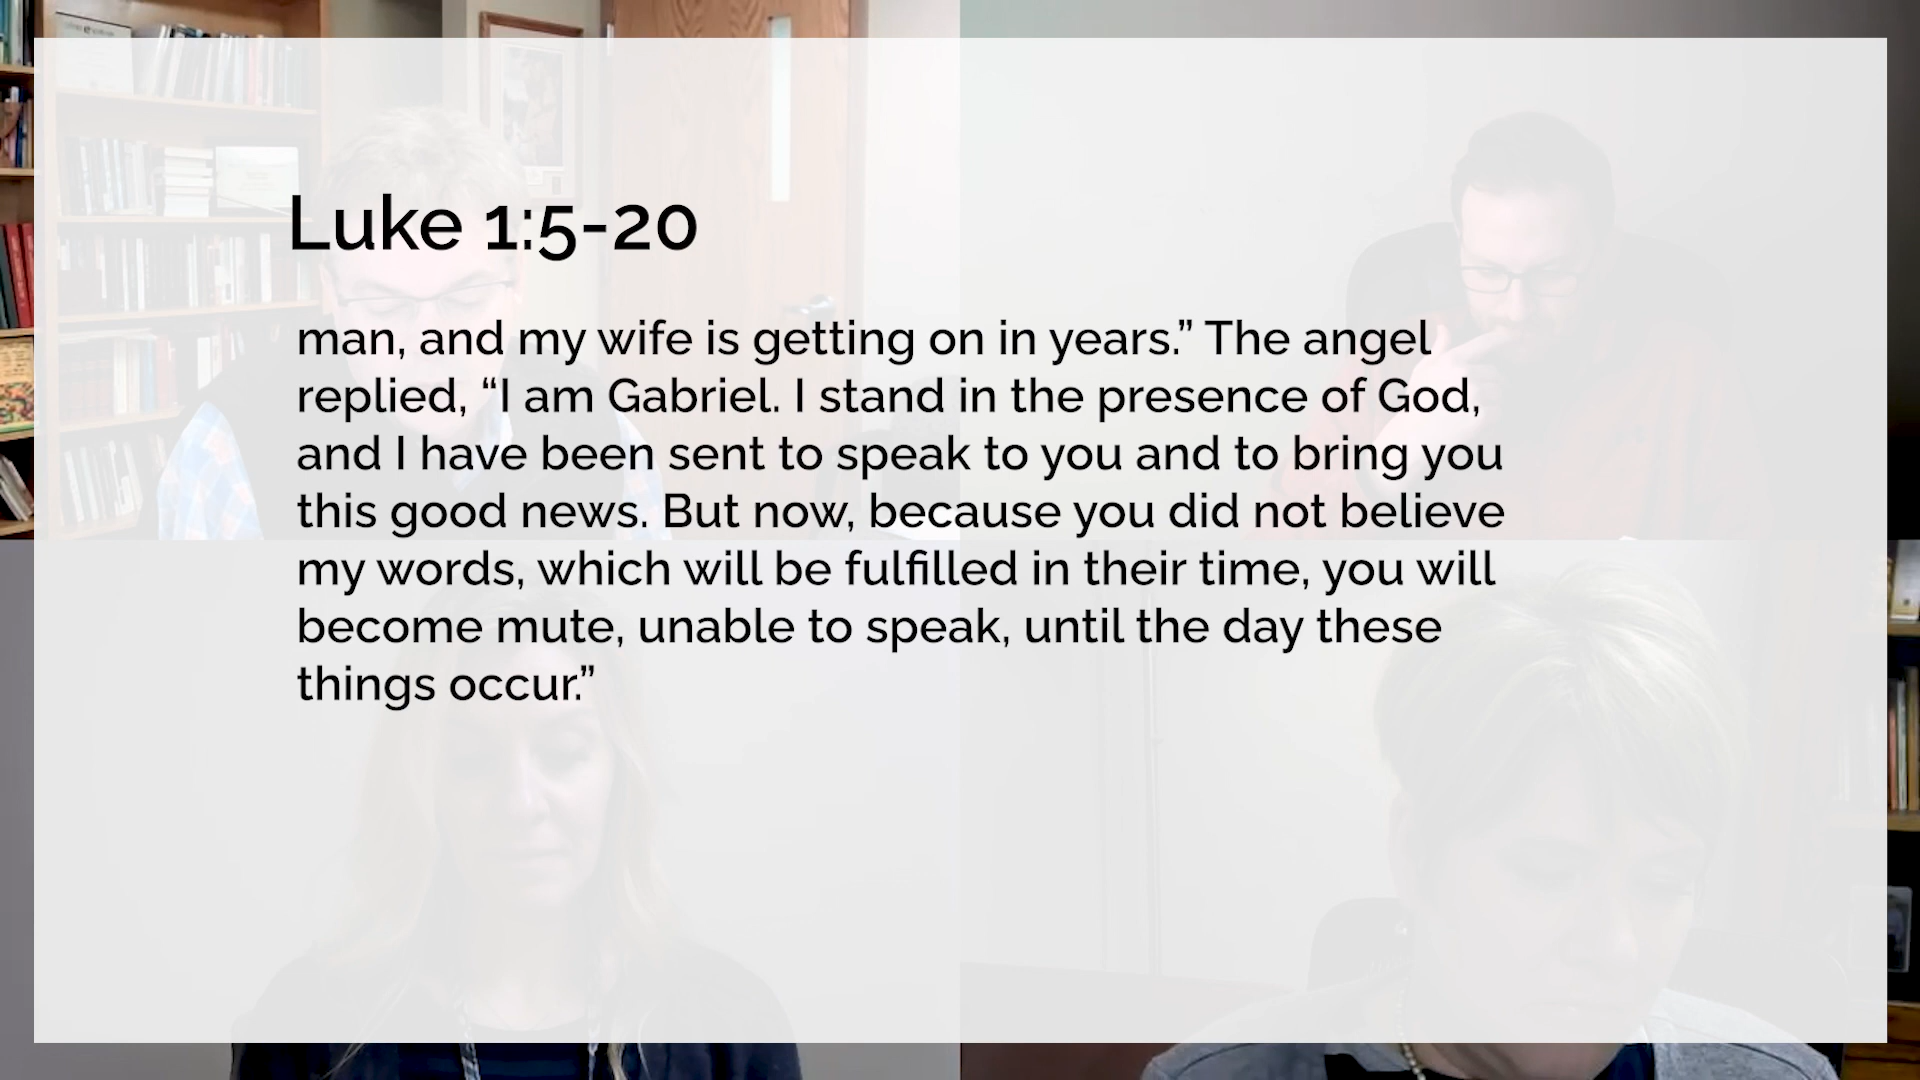 Luke 1:5-20
man, and my wife is getting on in years.” The angel
replied, “I am Gabriel. I stand in the presence of God,
and I have been sent to speak to you and to bring you
this good news. But now, because you did not believe
my words, which will be fulfilled in their time, you will
become mute, unable to speak, until the day these
things occur.”